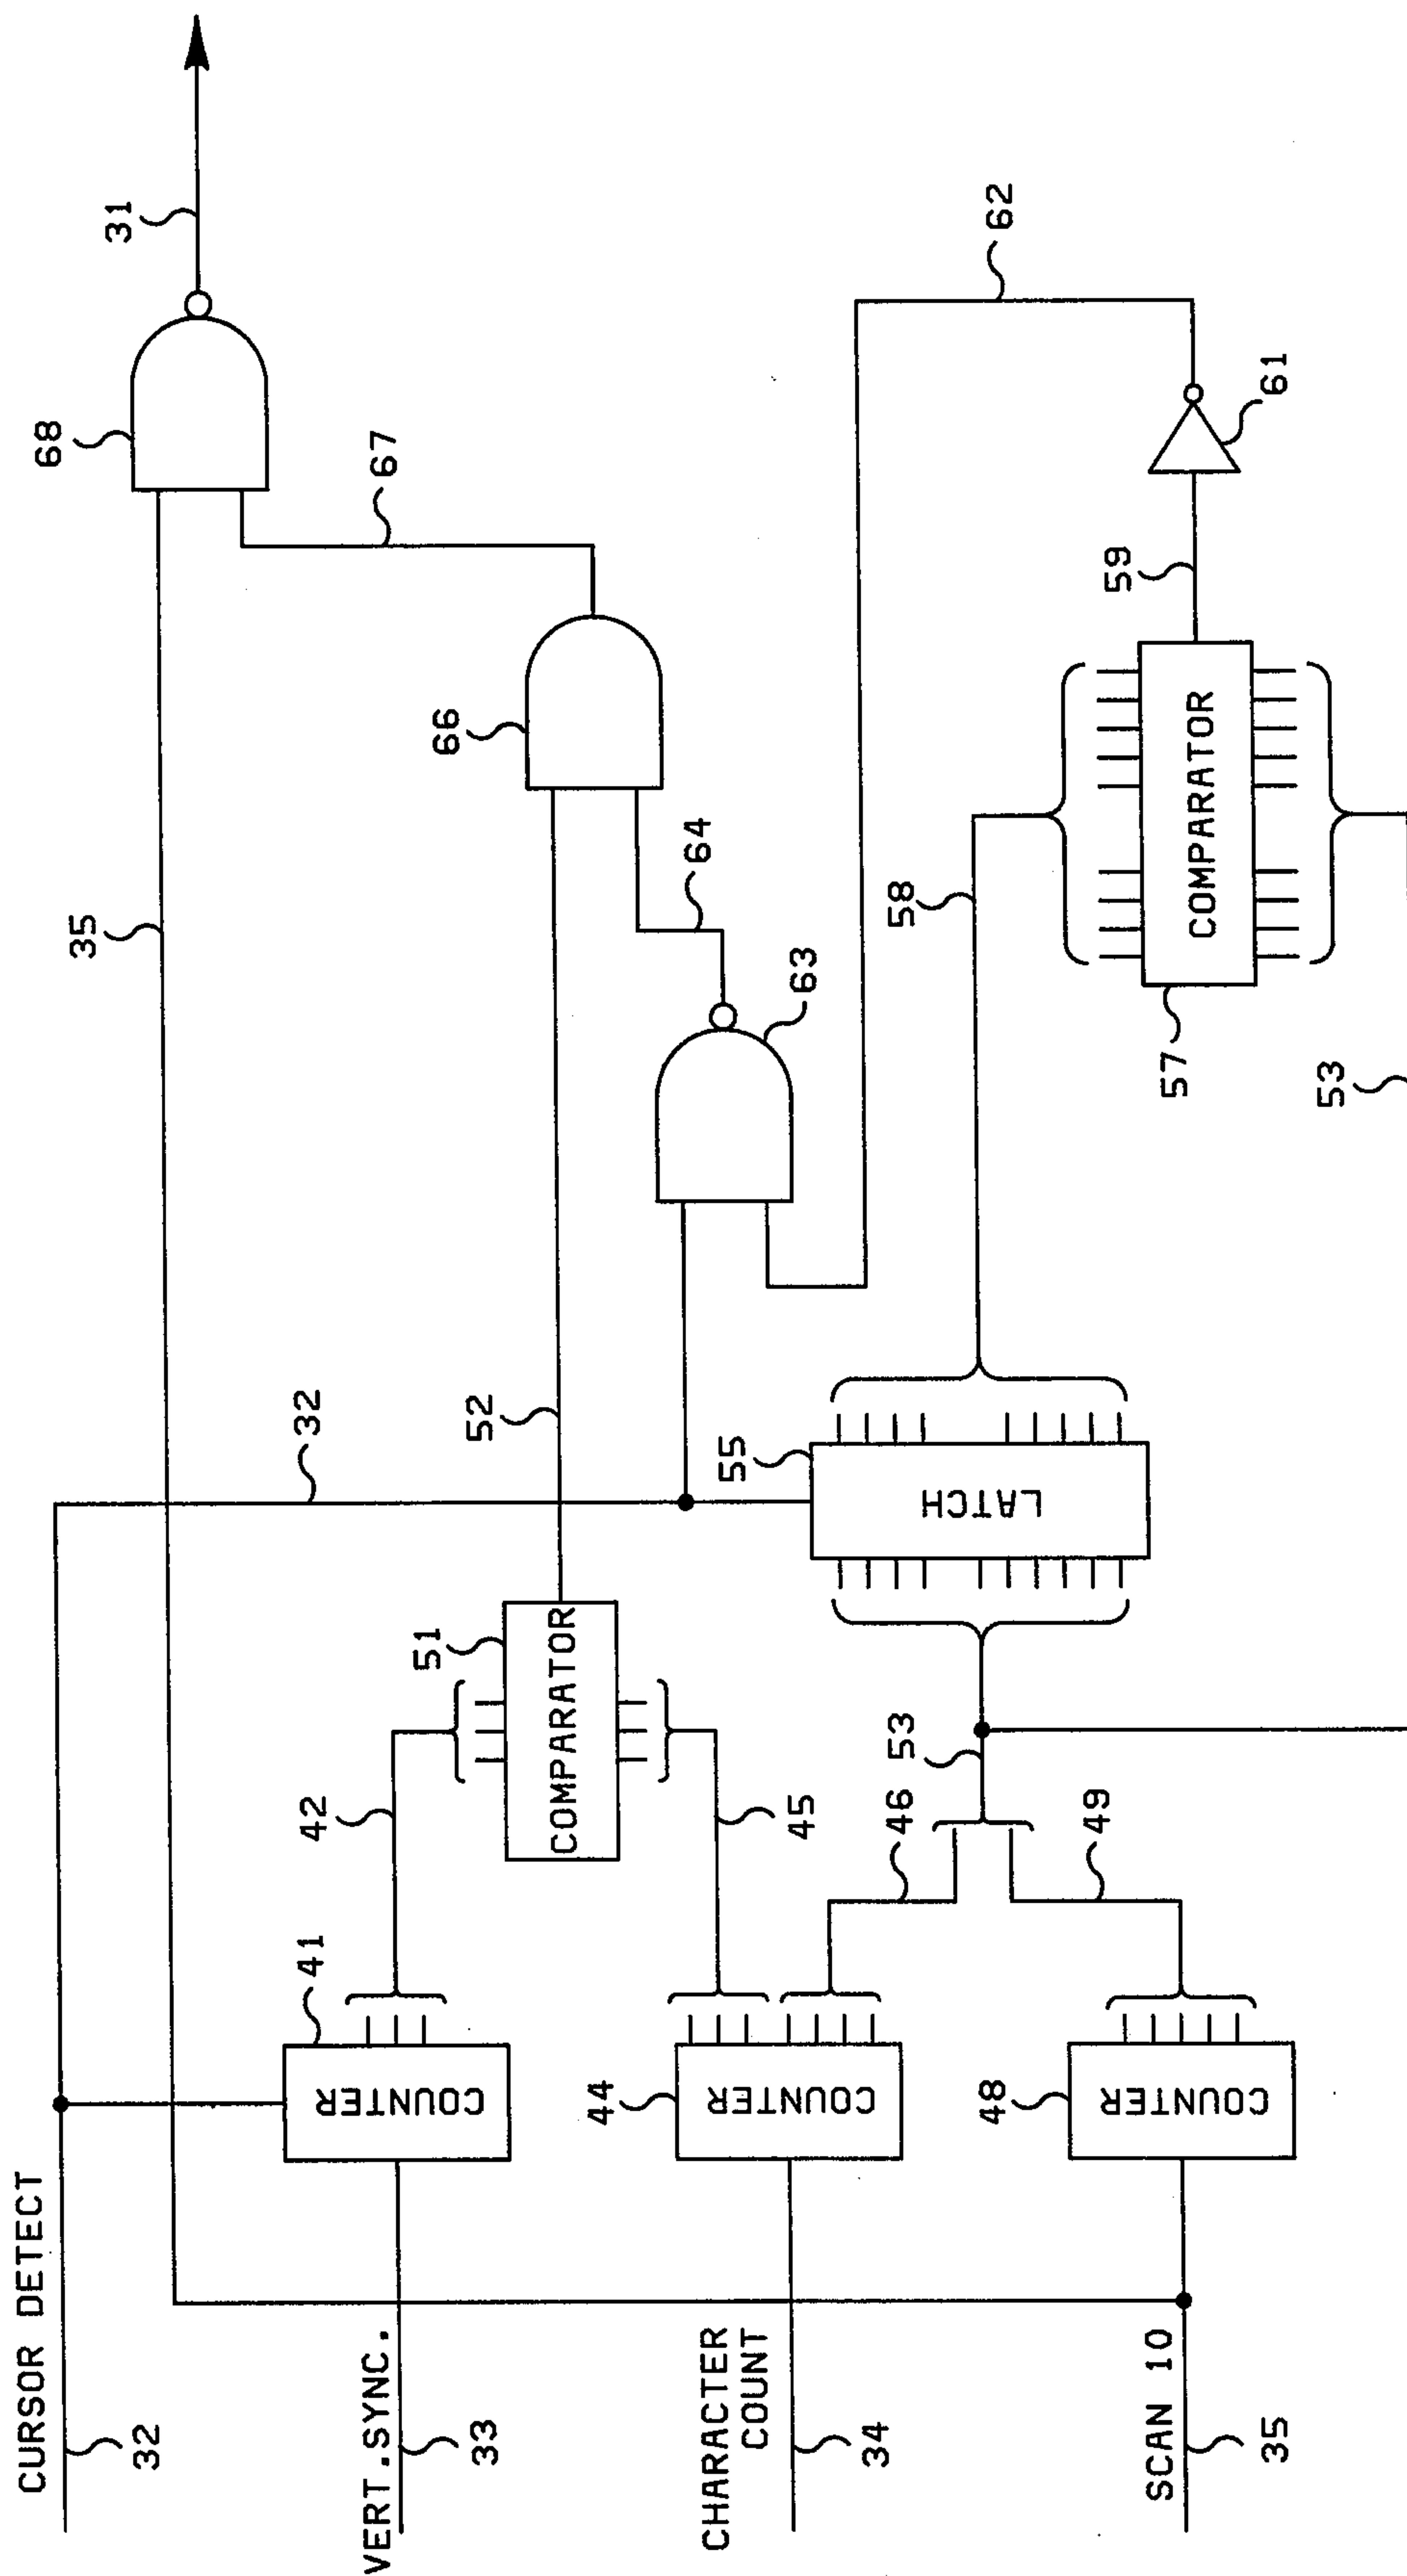 CURSOR DETECT
32
VERT.SYNC.
33
CHARACTER
COUNT
34
SCAN 10
35
COUNTER
41
COUNTER
44
COUNTER
48
42
45
46
49
53
COMPARATOR
51
52
32
LATCH
55
35
58
63
64
66
67
68
31
COMPARATOR
57
53
59
61
62